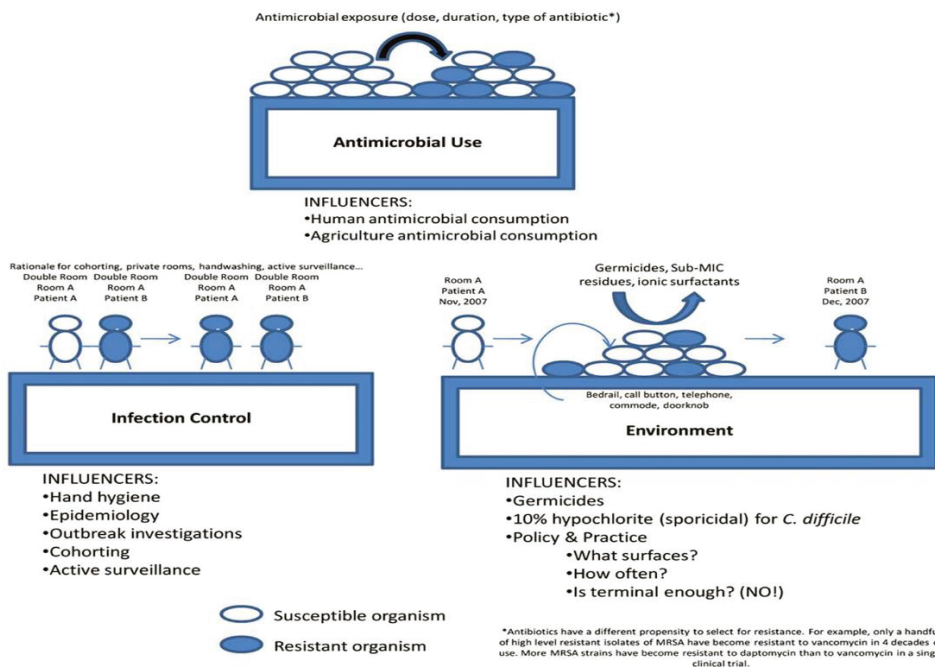 Antimicrobial exposure (dose, duration, type of antibiotic*)
Antimicrobial Use
INFLUENCERS:
•Human antimicrobial consumption
•Agriculture antimicrobial consumption
Rationale for cohorting, private rooms, handwashing, active surveillance...
Double Room
Room A
Patient A
Double Room
Room A
Patient B
Double Room
Room A
Patient A
Double Room
Room A
Patient B
Infection Control
INFLUENCERS:
•Hand hygiene
•Epidemiology
•Outbreak investigations
•Cohorting
•Active surveillance
Room A
Patient A
Nov, 2007
Germicides, Sub-MIC
residues, ionic surfactants
Room A
Patient B
Dec, 2007
Bedrail, call button, telephone,
commode, doorknob
Environment
INFLUENCERS:
•Germicides
•10% hypochlorite (sporicidal) for C. difficile
•Policy & Practice
•What surfaces?
•How often?
•Is terminal enough? (NO!)
Susceptible organism
Resistant organism
*Antibiotics have a different propensity to select for resistance. For example, only a handfu
of high level resistant isolates of MRSA have become resistant to vancomycin in 4 decades
use. More MRSA strains have become resistant to daptomycin than to vancomycin in a sing
clinical trial.